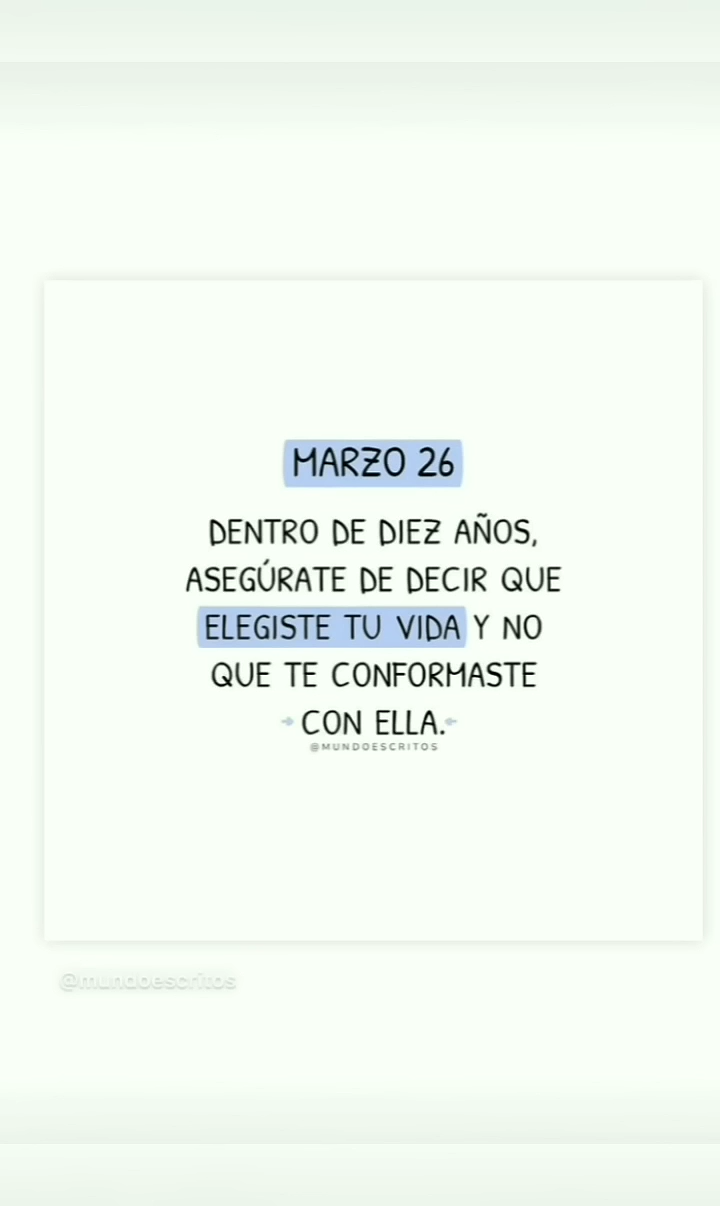 MARZO 26
DENTRO DE DIEZ AÑOS,
ASEGÚRATE DE DECIR QUE
ELEGISTE TU VIDA Y NO
QUE TE CONFORMASTE
CON ELLA.
@MUNDOESCRITOS
@mundoescritos